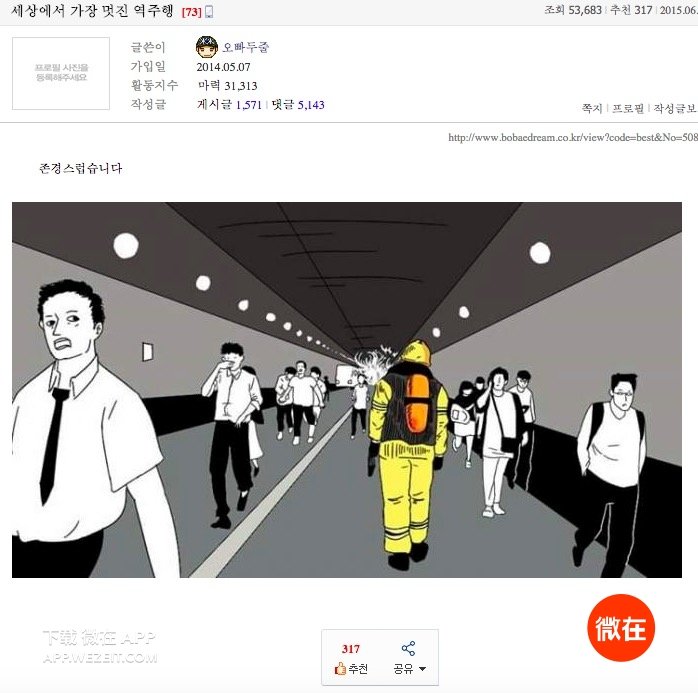 세상에서 가장 멋진 역주행 [73]
조회 53,683 | 추천 317 | 2015.06.
프로필 사진을
등록해주세요
글쓴이 오빠두줄
가입일 2014.05.07
활동지수 마력 31,313
작성글 게시글 1,571 | 댓글 5,143
쪽지 | 프로필 | 작성글보
http://www.bobaedream.co.kr/view?code=best&No=508
존경스럽습니다
下载 微在 APP
APP.WEZEIT.COM
317
추천
공유
微在